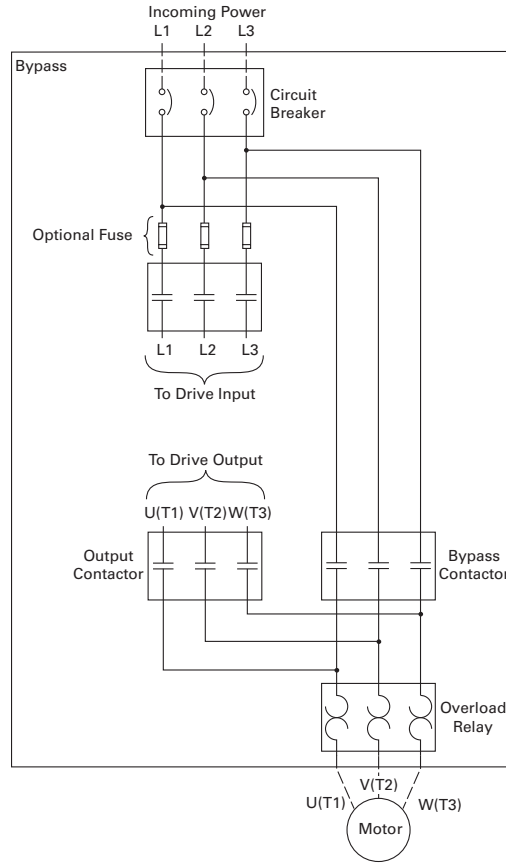 Incoming Power
L1 L2 L3
Bypass
Circuit
Breaker
Optional Fuse
L1 L2 L3
To Drive Input
To Drive Output
U(T1) V(T2) W(T3)
Output
Contactor
Bypass
Contactor
Overload
Relay
V(T2)
U(T1) W(T3)
Motor